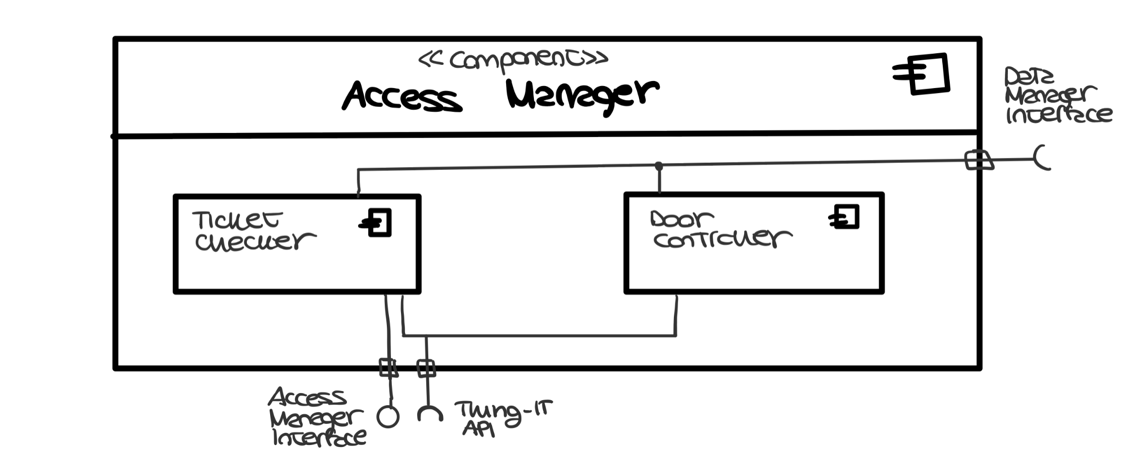 <<Component>>
Access Manager
Data
Manager
Interface
Ticket
Checker
Door
Controller
Access
Manager
Interface
Thing-IT
API